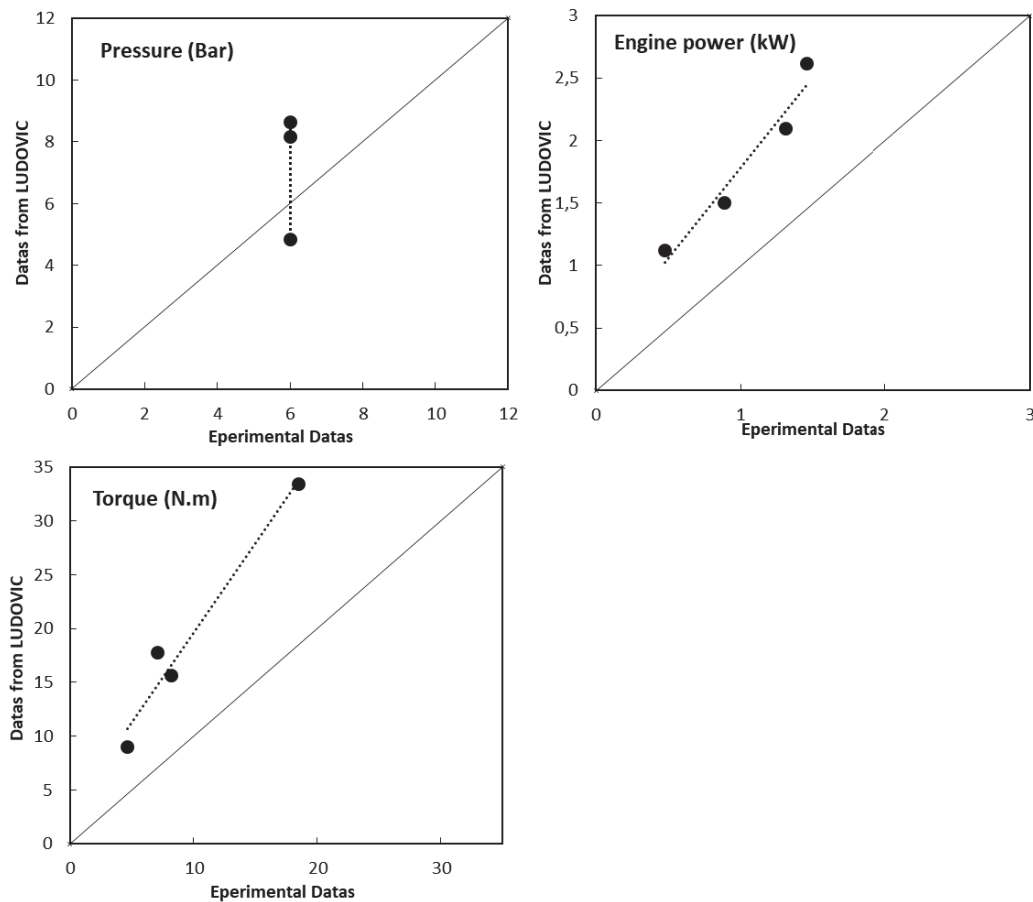 Pressure (Bar)
Datas from LUDOVIC
12
10
8
6
4
2
0
0 2 4 6 8 10 12
Eperimental Datas
Engine power (kW)
Datas from LUDOVIC
3
2,5
2
1,5
1
0,5
0
0 1 2 3
Eperimental Datas
Torque (N.m)
Datas from LUDOVIC
35
30
25
20
15
10
5
0
0 10 20 30
Eperimental Datas